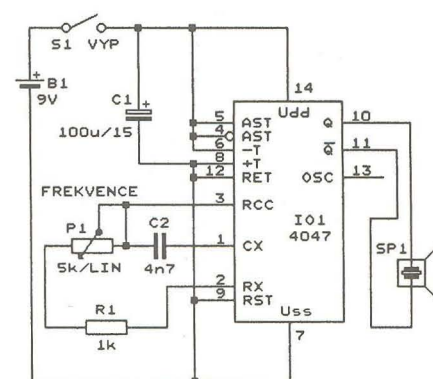 S1 VYP
B1
9V
C1
100u/15
14
Udd
5 AST
4 AST
6 -T
8 +T
12 RET
3 RCC
1 CX
2 RX
9 RST
Q 10
Q̅ 11
OSC 13
IO1
4047
Uss
7
FREKVENCE
P1
5k/LIN
C2
4n7
R1
1k
SP1